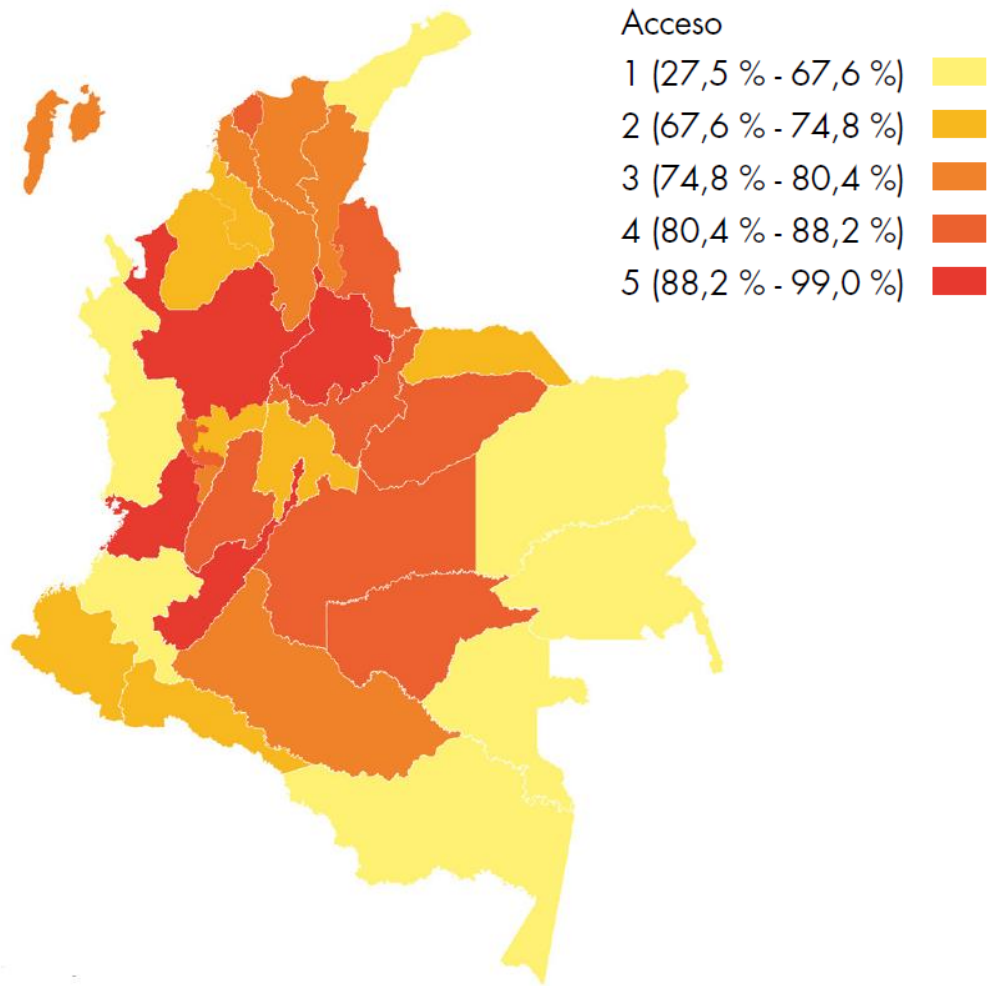 Acceso
1 (27,5 % - 67,6 %)
2 (67,6 % - 74,8 %)
3 (74,8 % - 80,4 %)
4 (80,4 % - 88,2 %)
5 (88,2 % - 99,0 %)